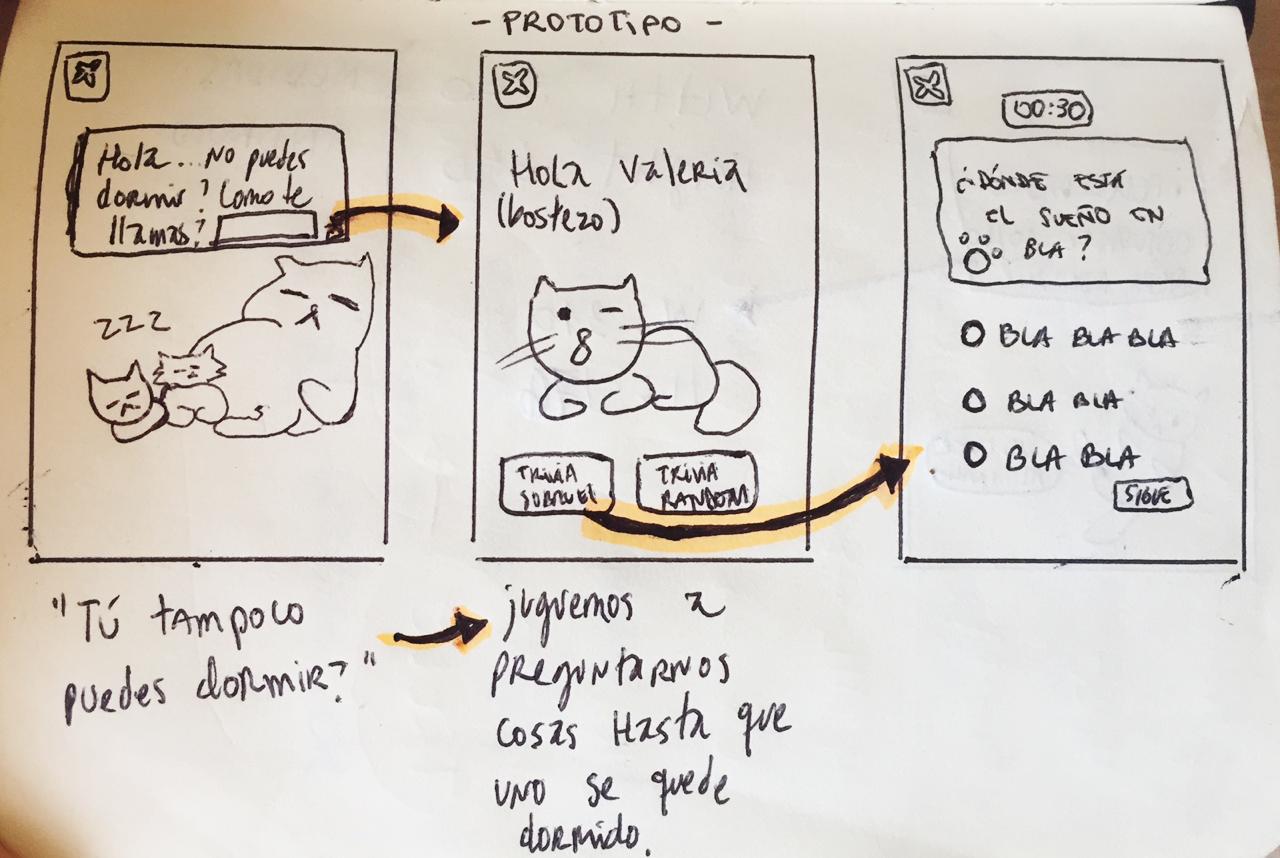 - PROTOTIPO -
Hola... No puedes
dormir? Como te
llamas?
zzz
Hola Valeria
(bostezo)
TRIVIA
TRIVIA
RANDOM
00:30
¿DÓNDE ESTÁ
EL SUEÑO EN
BLA?
BLA BLA BLA
BLA BLA
BLA BLA
SIGUE
"Tú tampoco
puedes dormir?"
juguemos a
preguntarnos
cosas hasta que
uno se quede
dormido.